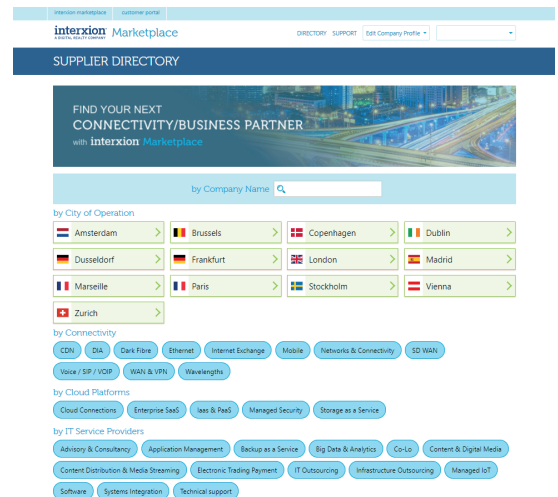 interxion marketplace customer portal
interxion Marketplace
A DIGITAL REALTY COMPANY
DIRECTORY SUPPORT Edit Company Profile
SUPPLIER DIRECTORY
FIND YOUR NEXT
CONNECTIVITY/BUSINESS PARTNER
with interxion Marketplace
by Company Name
by City of Operation
Amsterdam Brussels Copenhagen Dublin
Dusseldorf Frankfurt London Madrid
Marseille Paris Stockholm Vienna
Zurich
by Connectivity
CDN DIA Dark Fibre Ethernet Internet Exchange Mobile Networks & Connectivity SD WAN
Voice / SIP / VOIP WAN & VPN Wavelengths
by Cloud Platforms
Cloud Connections Enterprise SaaS Iaas & PaaS Managed Security Storage as a Service
by IT Service Providers
Advisory & Consultancy Application Management Backup as a Service Big Data & Analytics Co-Lo Content & Digital Media
Content Distribution & Media Streaming Electronic Trading Payment IT Outsourcing Infrastructure Outsourcing Managed IoT
Software Systems Integration Technical support